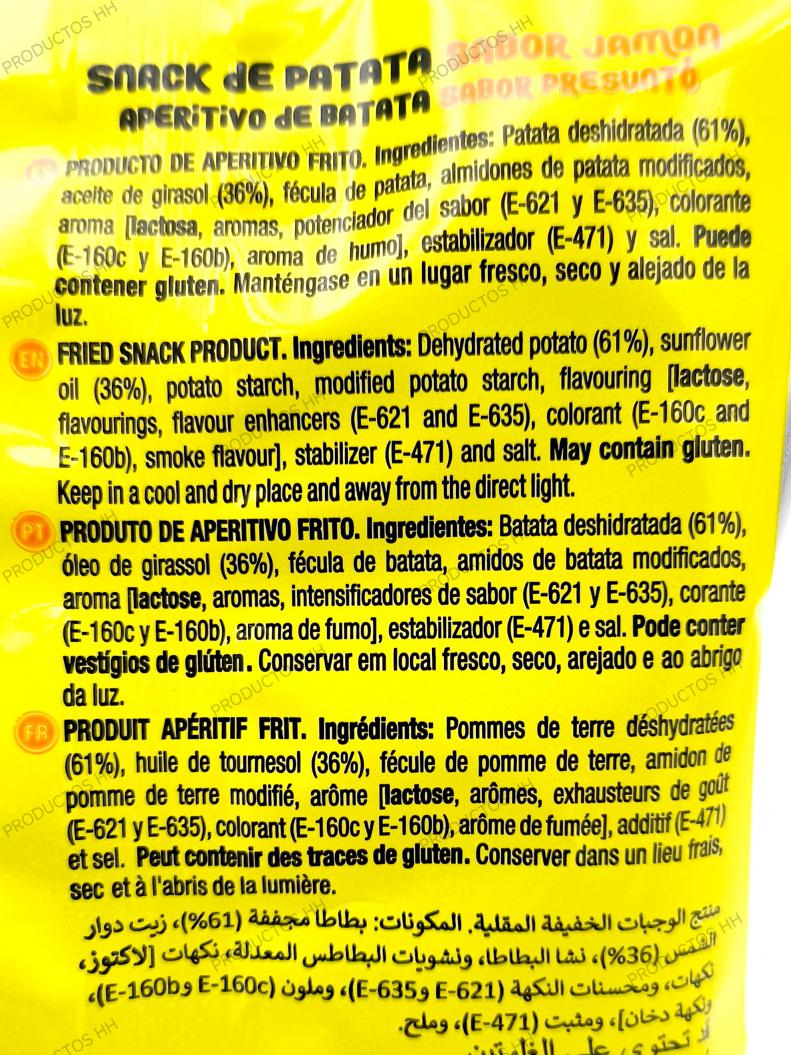 SNACK de PATATA SABOR JAMON
APERITIVO de BATATA SABOR PRESUNTO
ES PRODUCTO DE APERITIVO FRITO. Ingredientes: Patata deshidratada (61%),
aceite de girasol (36%), fécula de patata, almidones de patata modificados,
aroma [lactosa, aromas, potenciador del sabor (E-621 y E-635), colorante
(E-160c y E-160b), aroma de humo], estabilizador (E-471) y sal. Puede
contener gluten. Manténgase en un lugar fresco, seco y alejado de la
luz.
EN FRIED SNACK PRODUCT. Ingredients: Dehydrated potato (61%), sunflower
oil (36%), potato starch, modified potato starch, flavouring [lactose,
flavourings, flavour enhancers (E-621 and E-635), colorant (E-160c and
E-160b), smoke flavour], stabilizer (E-471) and salt. May contain gluten.
Keep in a cool and dry place and away from the direct light.
PT PRODUTO DE APERITIVO FRITO. Ingredientes: Batata deshidratada (61%),
óleo de girassol (36%), fécula de batata, amidos de batata modificados,
aroma [lactose, aromas, intensificadores de sabor (E-621 y E-635), corante
(E-160c y E-160b), aroma de fumo], estabilizador (E-471) e sal. Pode conter
vestígios de glúten. Conservar em local fresco, seco, arejado e ao abrigo
da luz.
FR PRODUIT APÉRITIF FRIT. Ingrédients: Pommes de terre déshydratées
(61%), huile de tournesol (36%), fécule de pomme de terre, amidon de
pomme de terre modifié, arôme [lactose, arômes, exhausteurs de goût
(E-621 y E-635), colorant (E-160c y E-160b), arôme de fumée], additif (E-471)
et sel. Peut contenir des traces de gluten. Conserver dans un lieu frais,
sec et à l'abris de la lumière.
منتج الوجبات الخفيفة المقلية. المكونات: بطاطا مجففة (61%)، زيت دوار
الشمس (36%)، نشا البطاطا، ونشويات البطاطس المعدلة، نكهات [لاكتوز،
نكهات، ومحسنات النكهة (E-621 و E-635)، وملون (E-160c و E-160b)،
ونكهة دخان]، ومثبت (E-471)، وملح.
PRODUCTOS HH